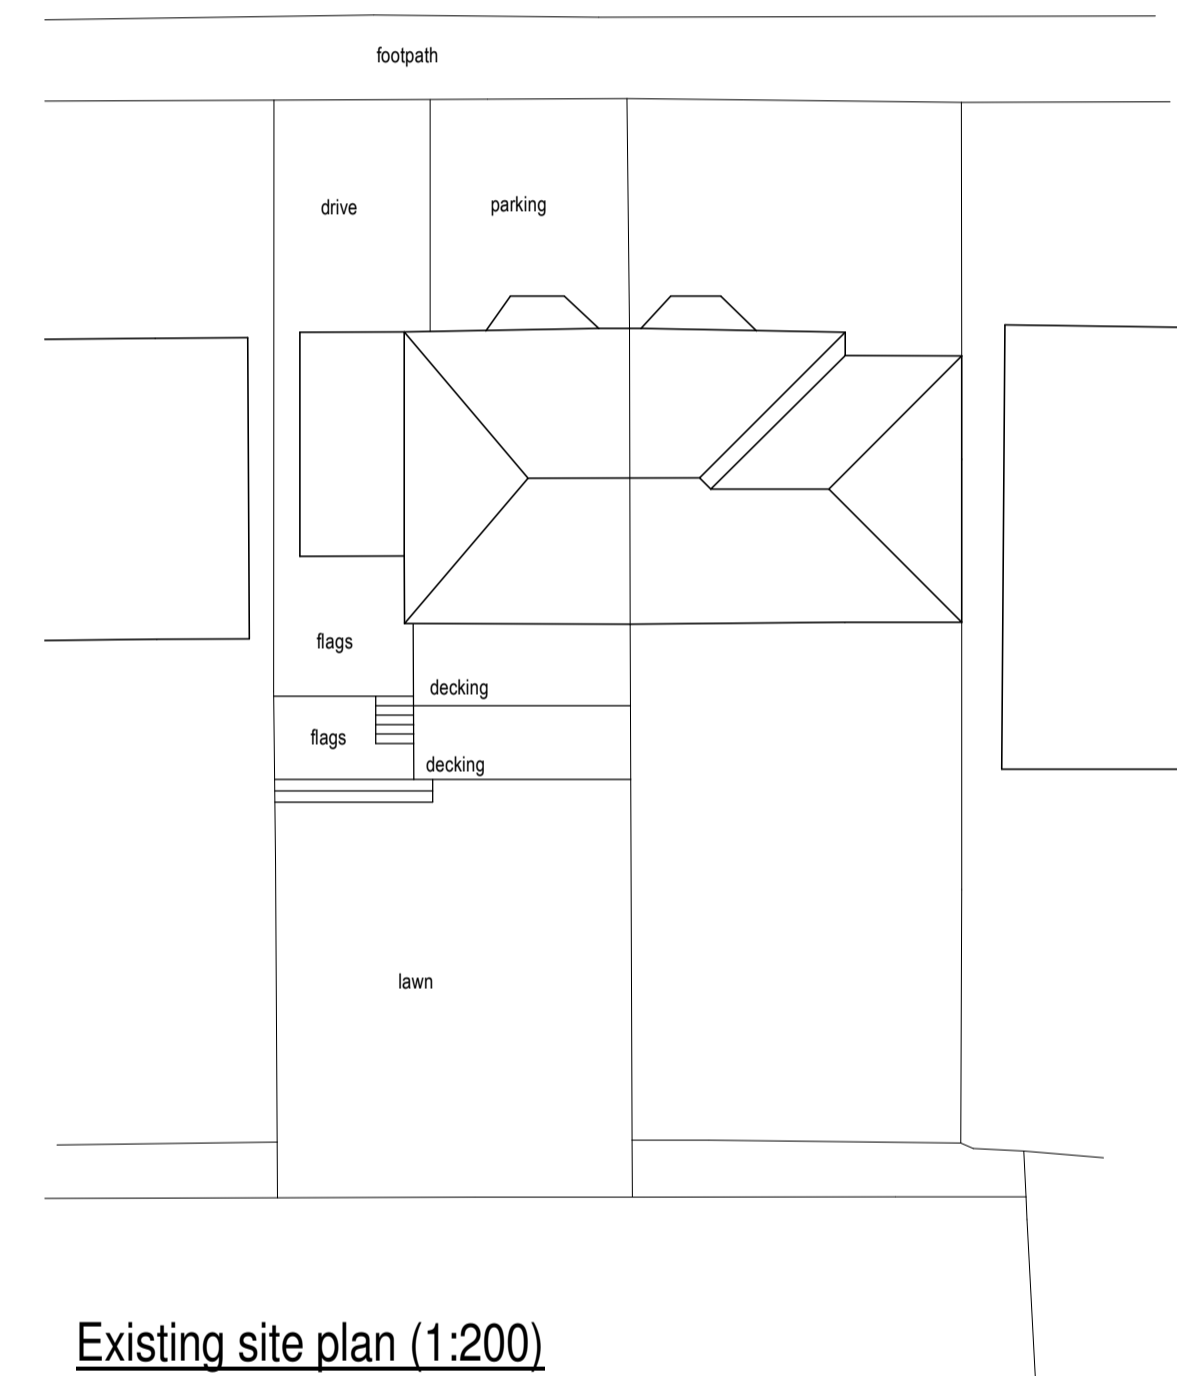 footpath
drive
parking
flags
decking
flags
decking
lawn
Existing site plan (1:200)